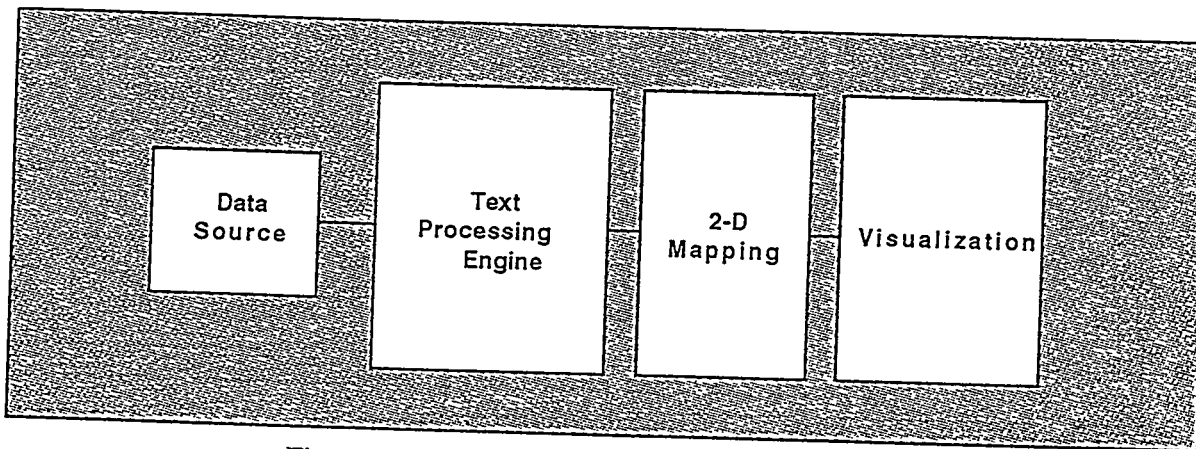 Data
Source
Text
Processing
Engine
2-D
Mapping
Visualization